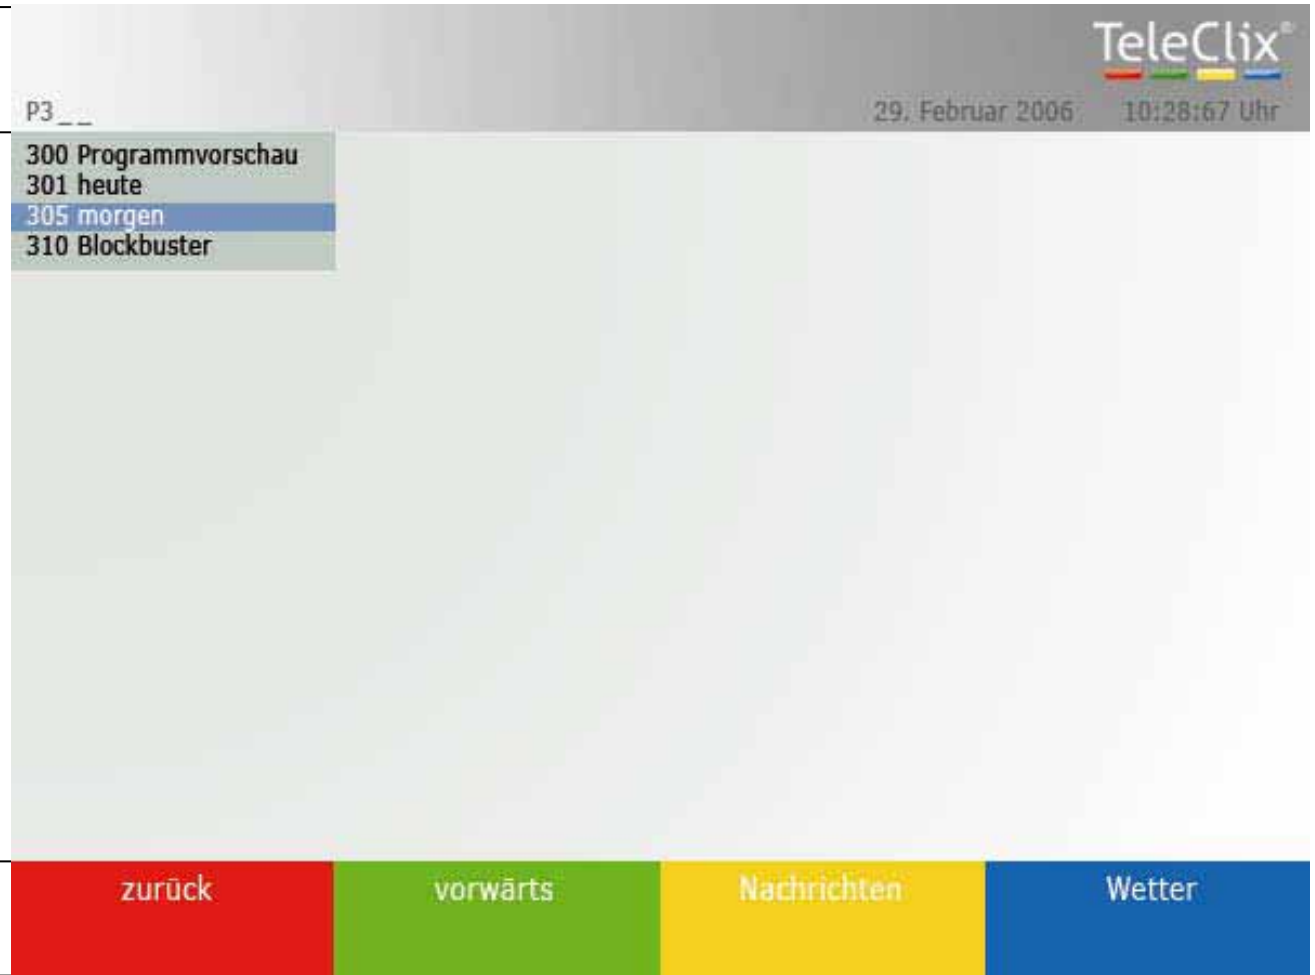 TeleClix®
P3_ _ 29. Februar 2006 10:28:67 Uhr
300 Programmvorschau
301 heute
305 morgen
310 Blockbuster
zurück vorwärts Nachrichten Wetter